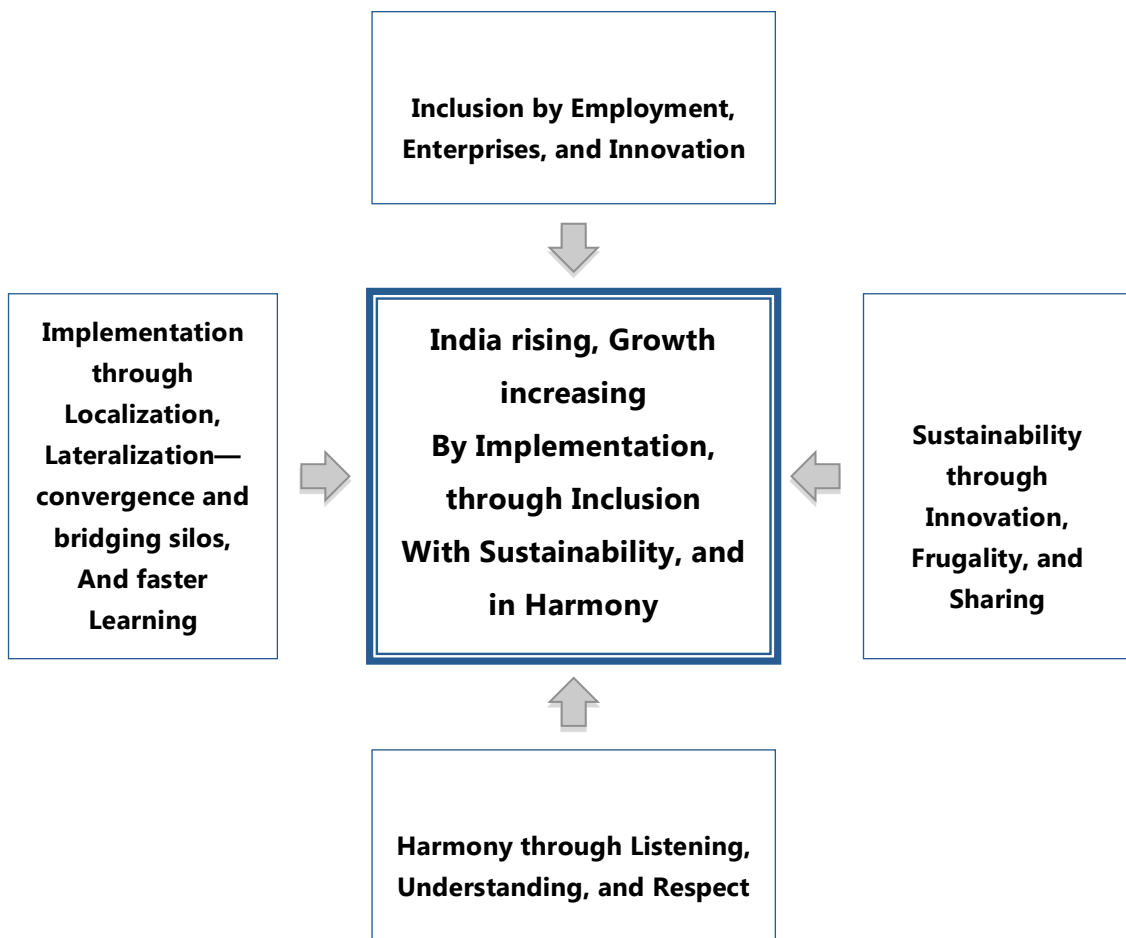 Inclusion by Employment,
Enterprises, and Innovation
Implementation
through
Localization,
Lateralization—
convergence and
bridging silos,
And faster
Learning
India rising, Growth
increasing
By Implementation,
through Inclusion
With Sustainability, and
in Harmony
Sustainability
through
Innovation,
Frugality, and
Sharing
Harmony through Listening,
Understanding, and Respect